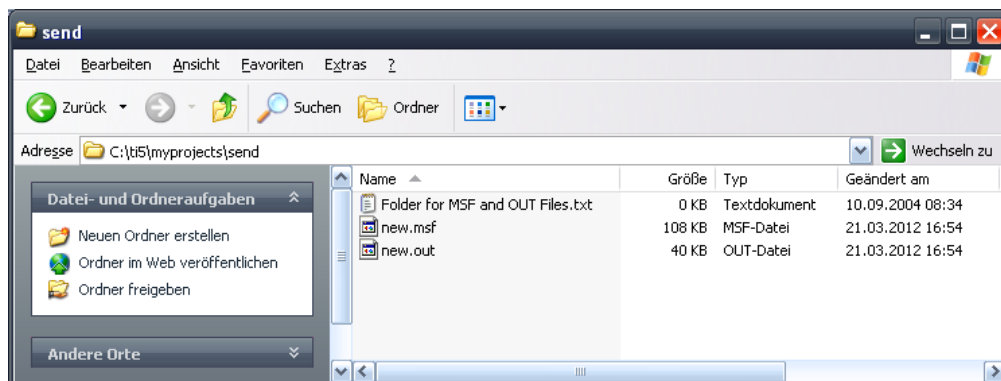 send
Datei Bearbeiten Ansicht Favoriten Extras ?
Zurück Suchen Ordner
Adresse C:\ti5\myprojects\send Wechseln zu
Name Größe Typ Geändert am
Datei- und Ordneraufgaben
Neuen Ordner erstellen
Ordner im Web veröffentlichen
Ordner freigeben
Andere Orte
Folder for MSF and OUT Files.txt 0 KB Textdokument 10.09.2004 08:34
new.msf 108 KB MSF-Datei 21.03.2012 16:54
new.out 40 KB OUT-Datei 21.03.2012 16:54